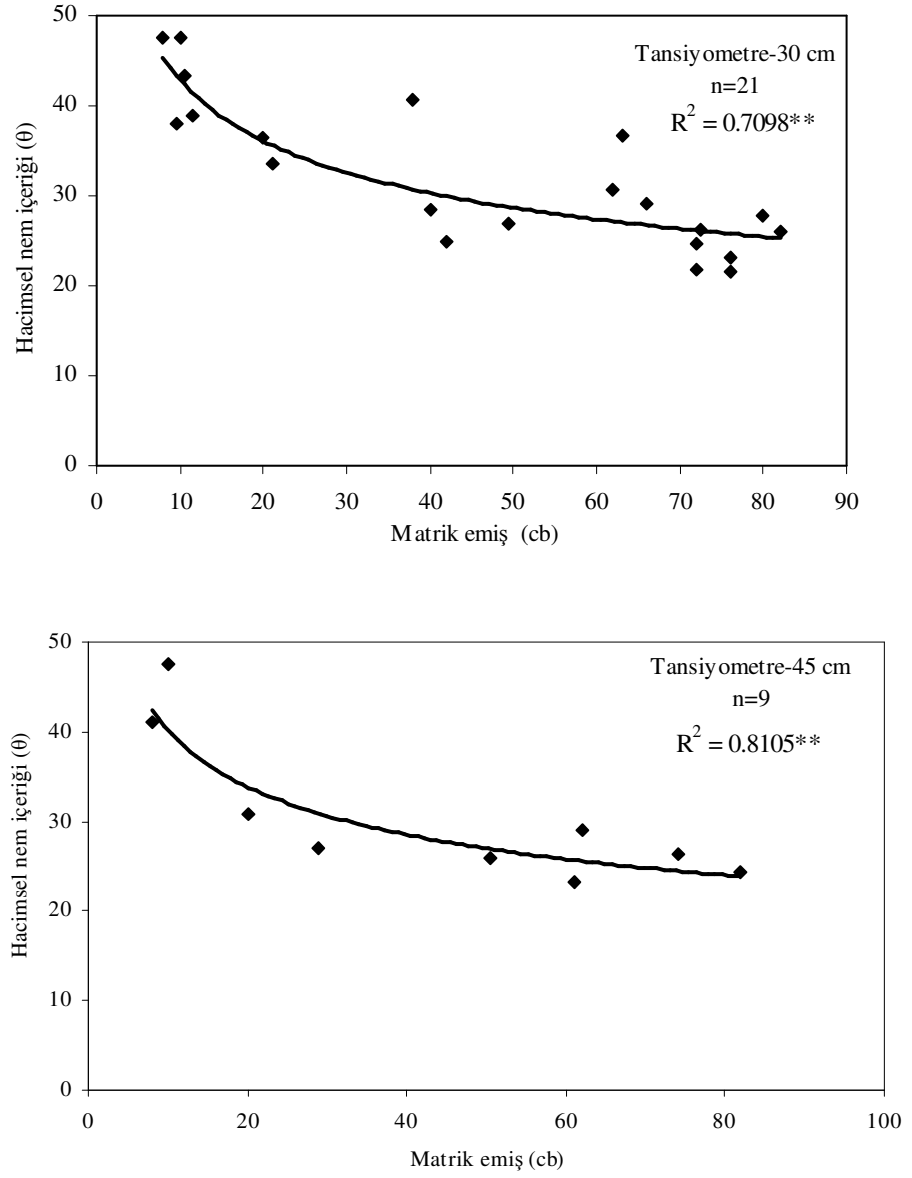 50
Tansiyometre-30 cm
n=21
R² = 0.7098**
40
30
20
10
0
Hacimsel nem içeriği (θ)
0 10 20 30 40 50 60 70 80 90
Matrik emiş (cb)
50
Tansiyometre-45 cm
n=9
R² = 0.8105**
40
30
20
10
0
Hacimsel nem içeriği (θ)
0 20 40 60 80 100
Matrik emiş (cb)